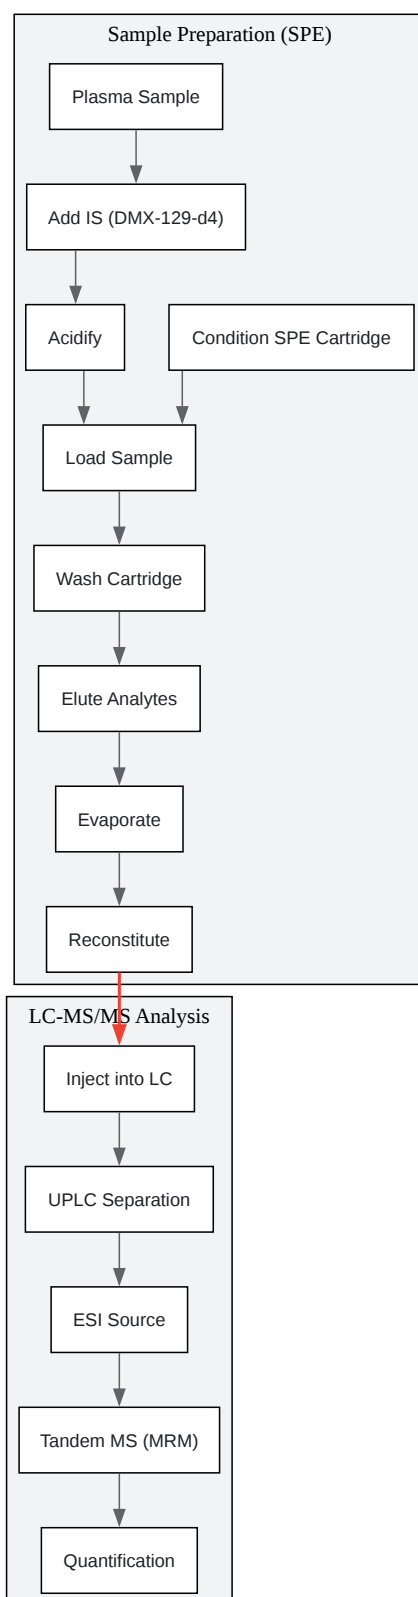 Sample Preparation (SPE)
Plasma Sample
Add IS (DMX-129-d4)
Acidify
Condition SPE Cartridge
Load Sample
Wash Cartridge
Elute Analytes
Evaporate
Reconstitute
LC-MS/MS Analysis
Inject into LC
UPLC Separation
ESI Source
Tandem MS (MRM)
Quantification